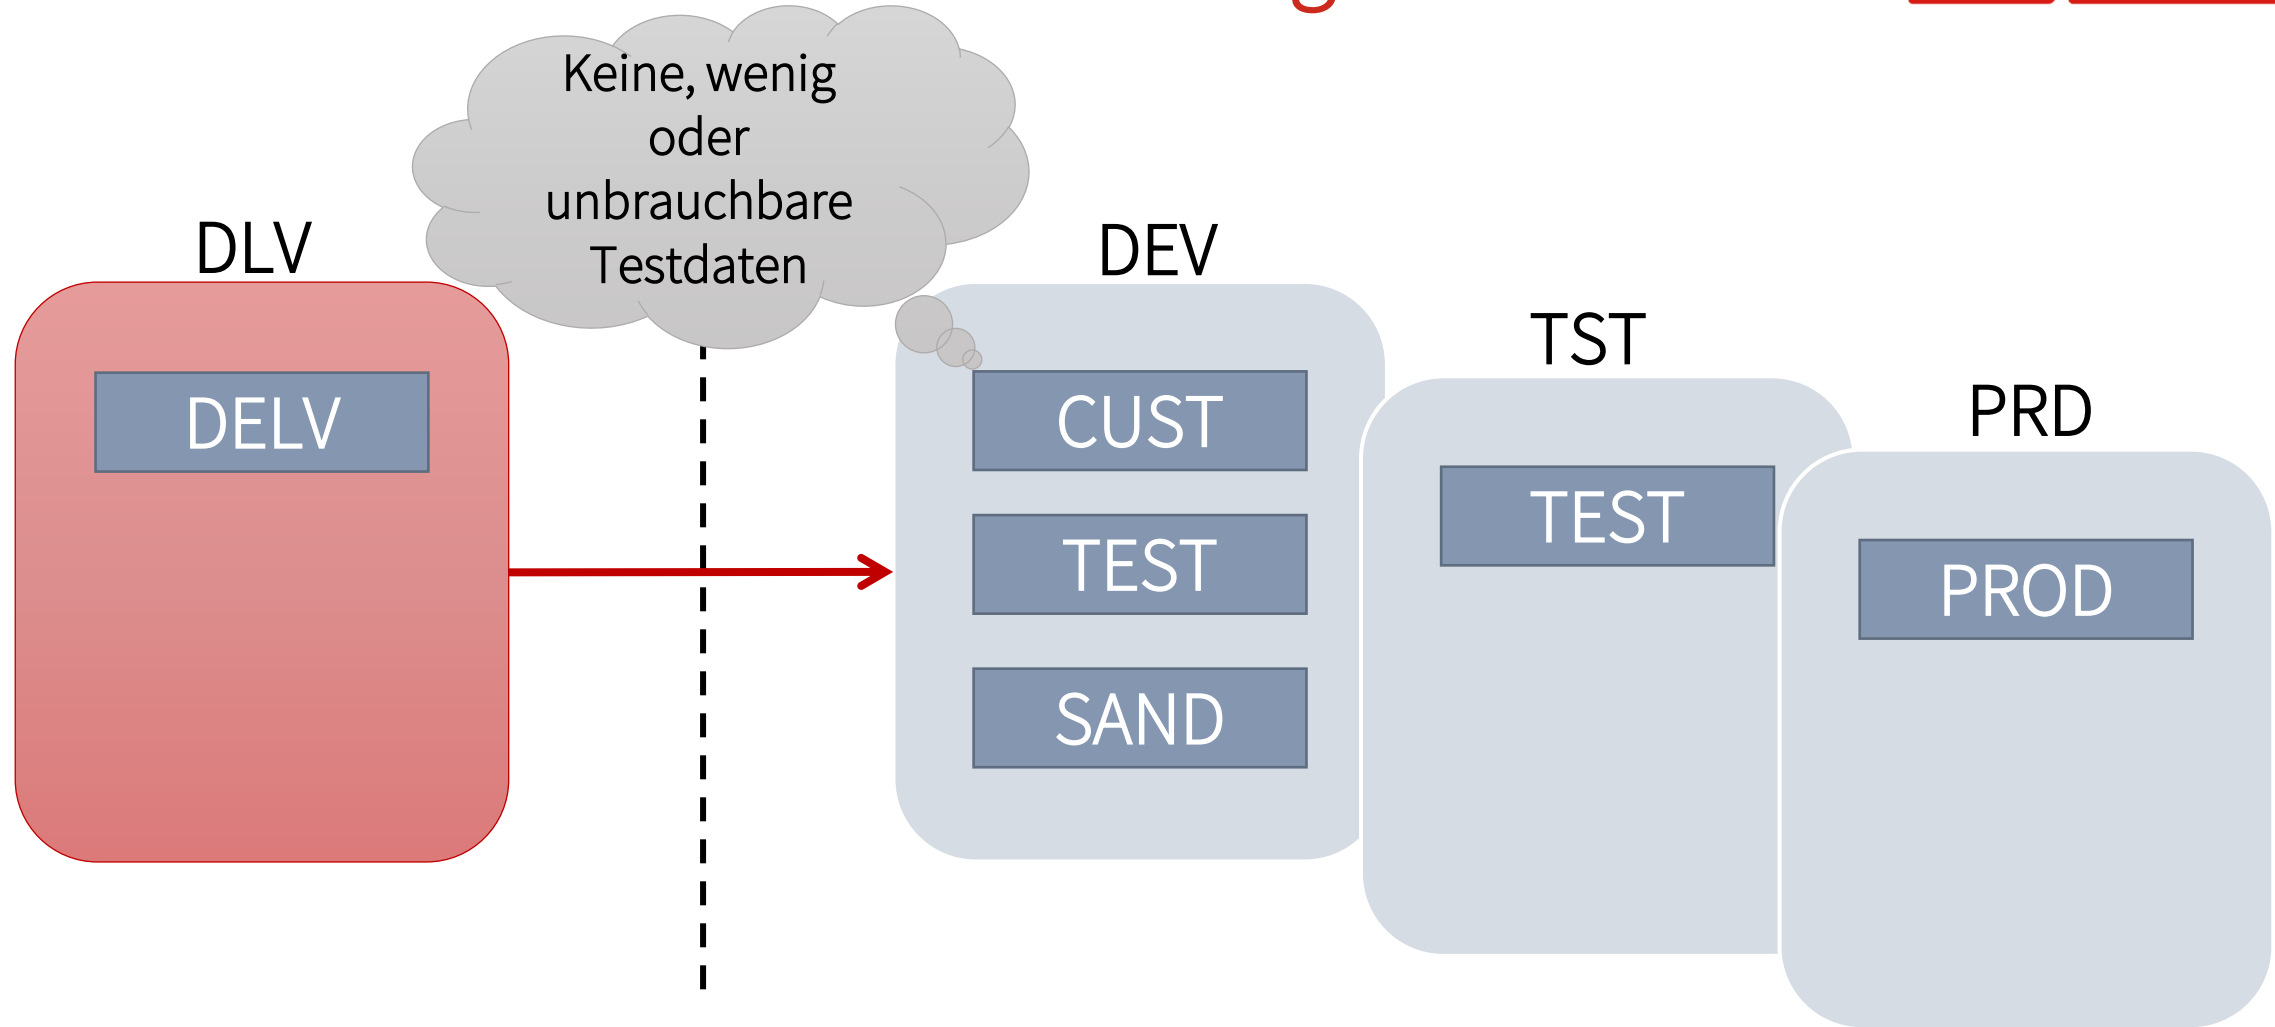 Keine, wenig
oder
unbrauchbare
Testdaten
DLV
DELV
DEV
CUST
TEST
SAND
TST
TEST
PRD
PROD